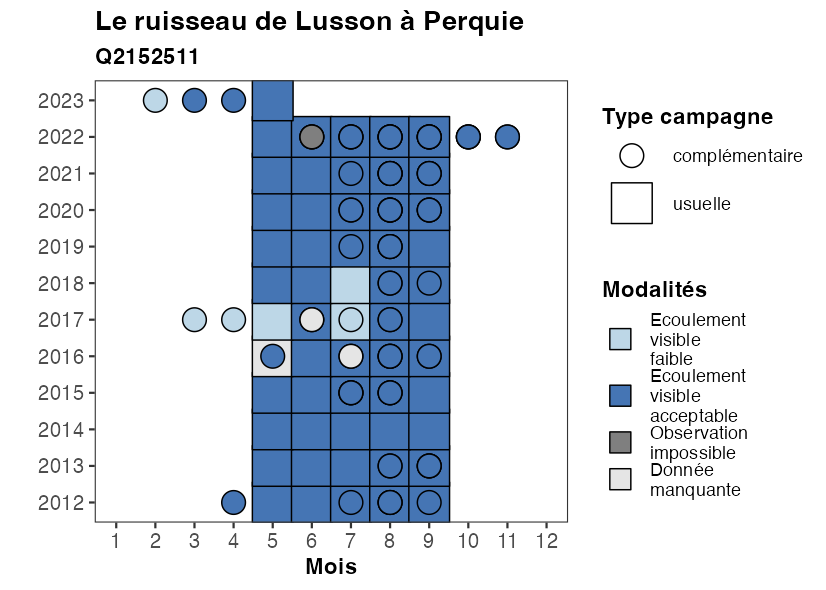 Le ruisseau de Lusson à Perquie
Q2152511
2023
2022
2021
2020
2019
2018
2017
2016
2015
2014
2013
2012
1 2 3 4 5 6 7 8 9 10 11 12
Mois
Type campagne
complémentaire
usuelle
Modalités
Ecoulement
visible
faible
Ecoulement
visible
acceptable
Observation
impossible
Donnée
manquante